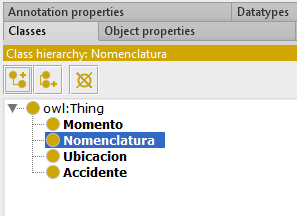 Annotation properties Datatypes
Classes Object properties
Class hierarchy: Nomenclatura
owl:Thing
Momento
Nomenclatura
Ubicacion
Accidente